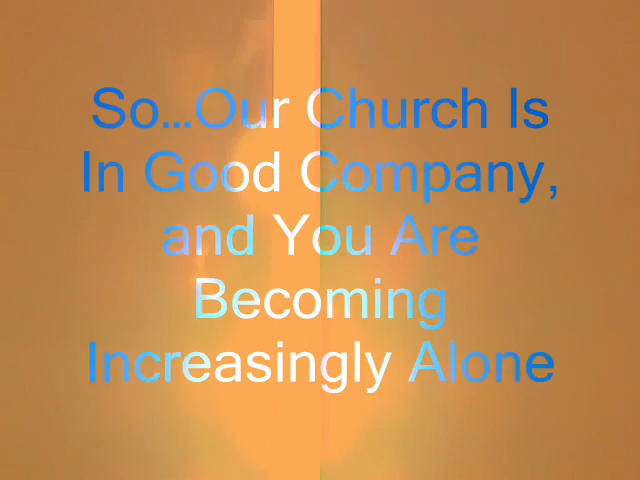 So...Our Church Is
In Good Company,
and You Are
Becoming
Increasingly Alone